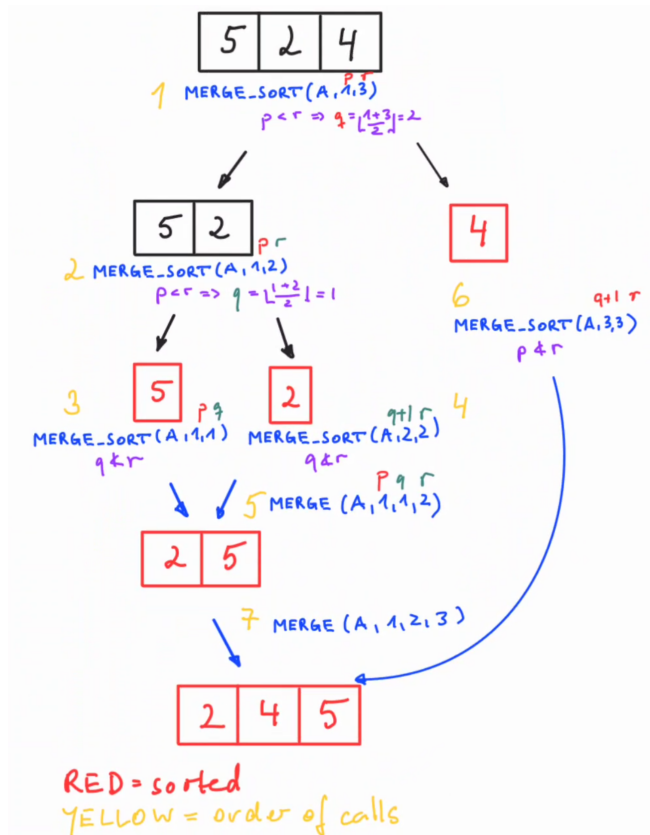 5 2 4
p r
1 MERGE_SORT(A,1,3)
p < r ⇒ q = ⌊1+3/2⌋ = 2
5 2
p r
2 MERGE_SORT(A,1,2)
p < r ⇒ q = ⌊1+2/2⌋ = 1
4
6
q+1 r
MERGE_SORT(A,3,3)
p ≮ r
3
5
p q
MERGE_SORT(A,1,1)
q ≮ r
2
4
q+1 r
MERGE_SORT(A,2,2)
q ≮ r
p q r
5 MERGE (A,1,1,2)
2 5
7 MERGE (A,1,2,3)
2 4 5
RED = sorted
YELLOW = order of calls